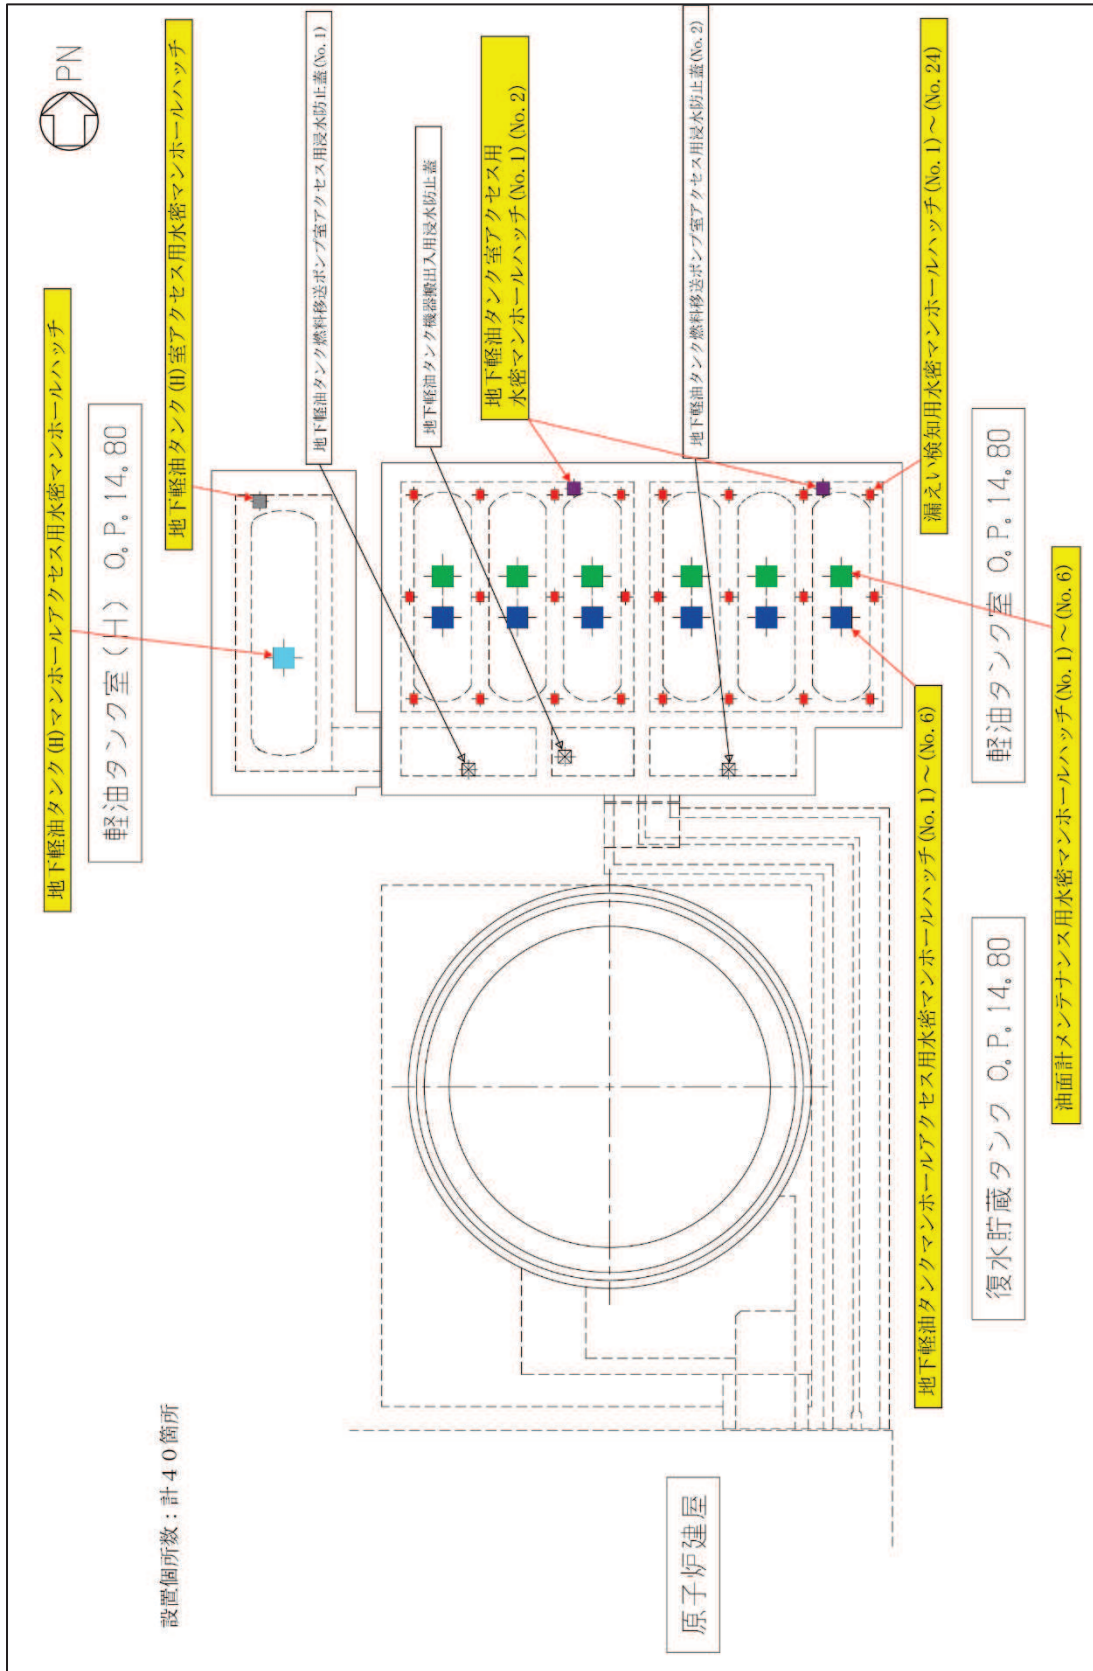 設置個所数：計４０箇所
PN
地下軽油タンク(H)マンホールアクセス用水密マンホールハッチ
軽油タンク室（H） O.P.14.80
地下軽油タンク(H)室アクセス用水密マンホールハッチ
地下軽油タンク燃料移送ポンプ室アクセス用浸水防止蓋(No.1)
地下軽油タンク機器搬出入用浸水防止蓋
地下軽油タンク室アクセス用
水密マンホールハッチ(No.1)(No.2)
地下軽油タンク燃料移送ポンプ室アクセス用浸水防止蓋(No.2)
漏えい検知用水密マンホールハッチ(No.1)～(No.24)
原子炉建屋
地下軽油タンクマンホールアクセス用水密マンホールハッチ(No.1)～(No.6)
復水貯蔵タンク O.P.14.80
軽油タンク室 O.P.14.80
油面計メンテナンス用水密マンホールハッチ(No.1)～(No.6)